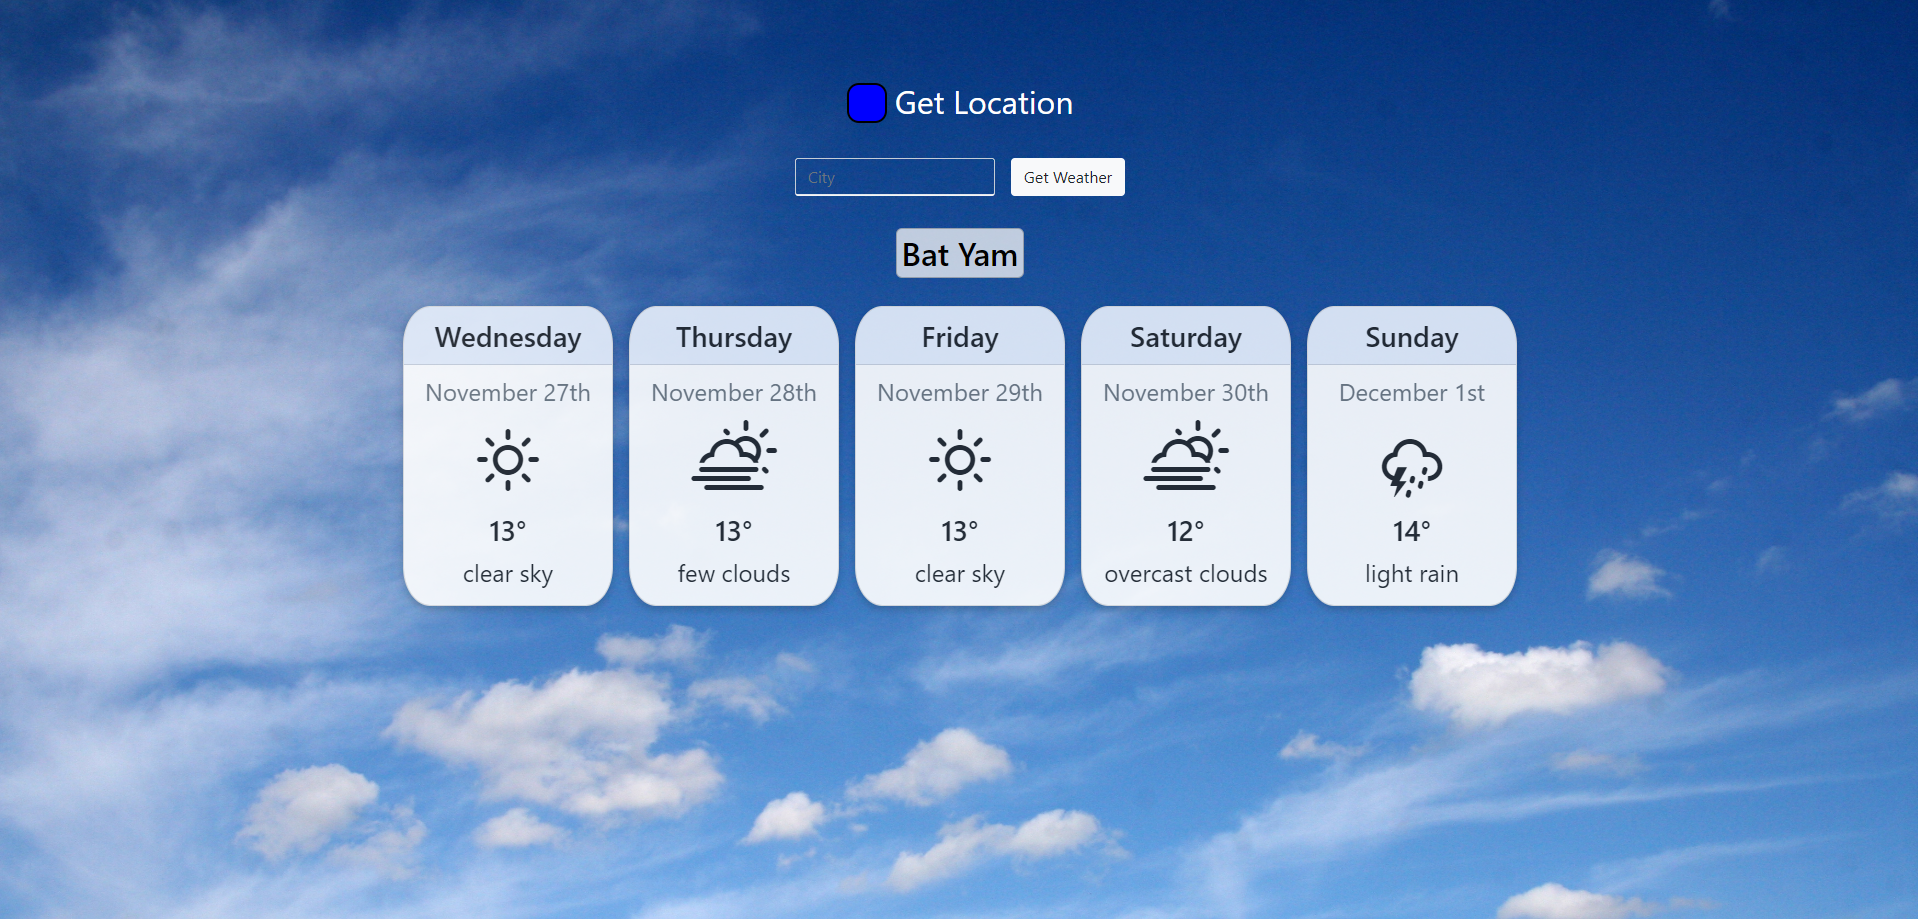 Get Location
City
Get Weather
Bat Yam
Wednesday
November 27th
13°
clear sky
Thursday
November 28th
13°
few clouds
Friday
November 29th
13°
clear sky
Saturday
November 30th
12°
overcast clouds
Sunday
December 1st
14°
light rain